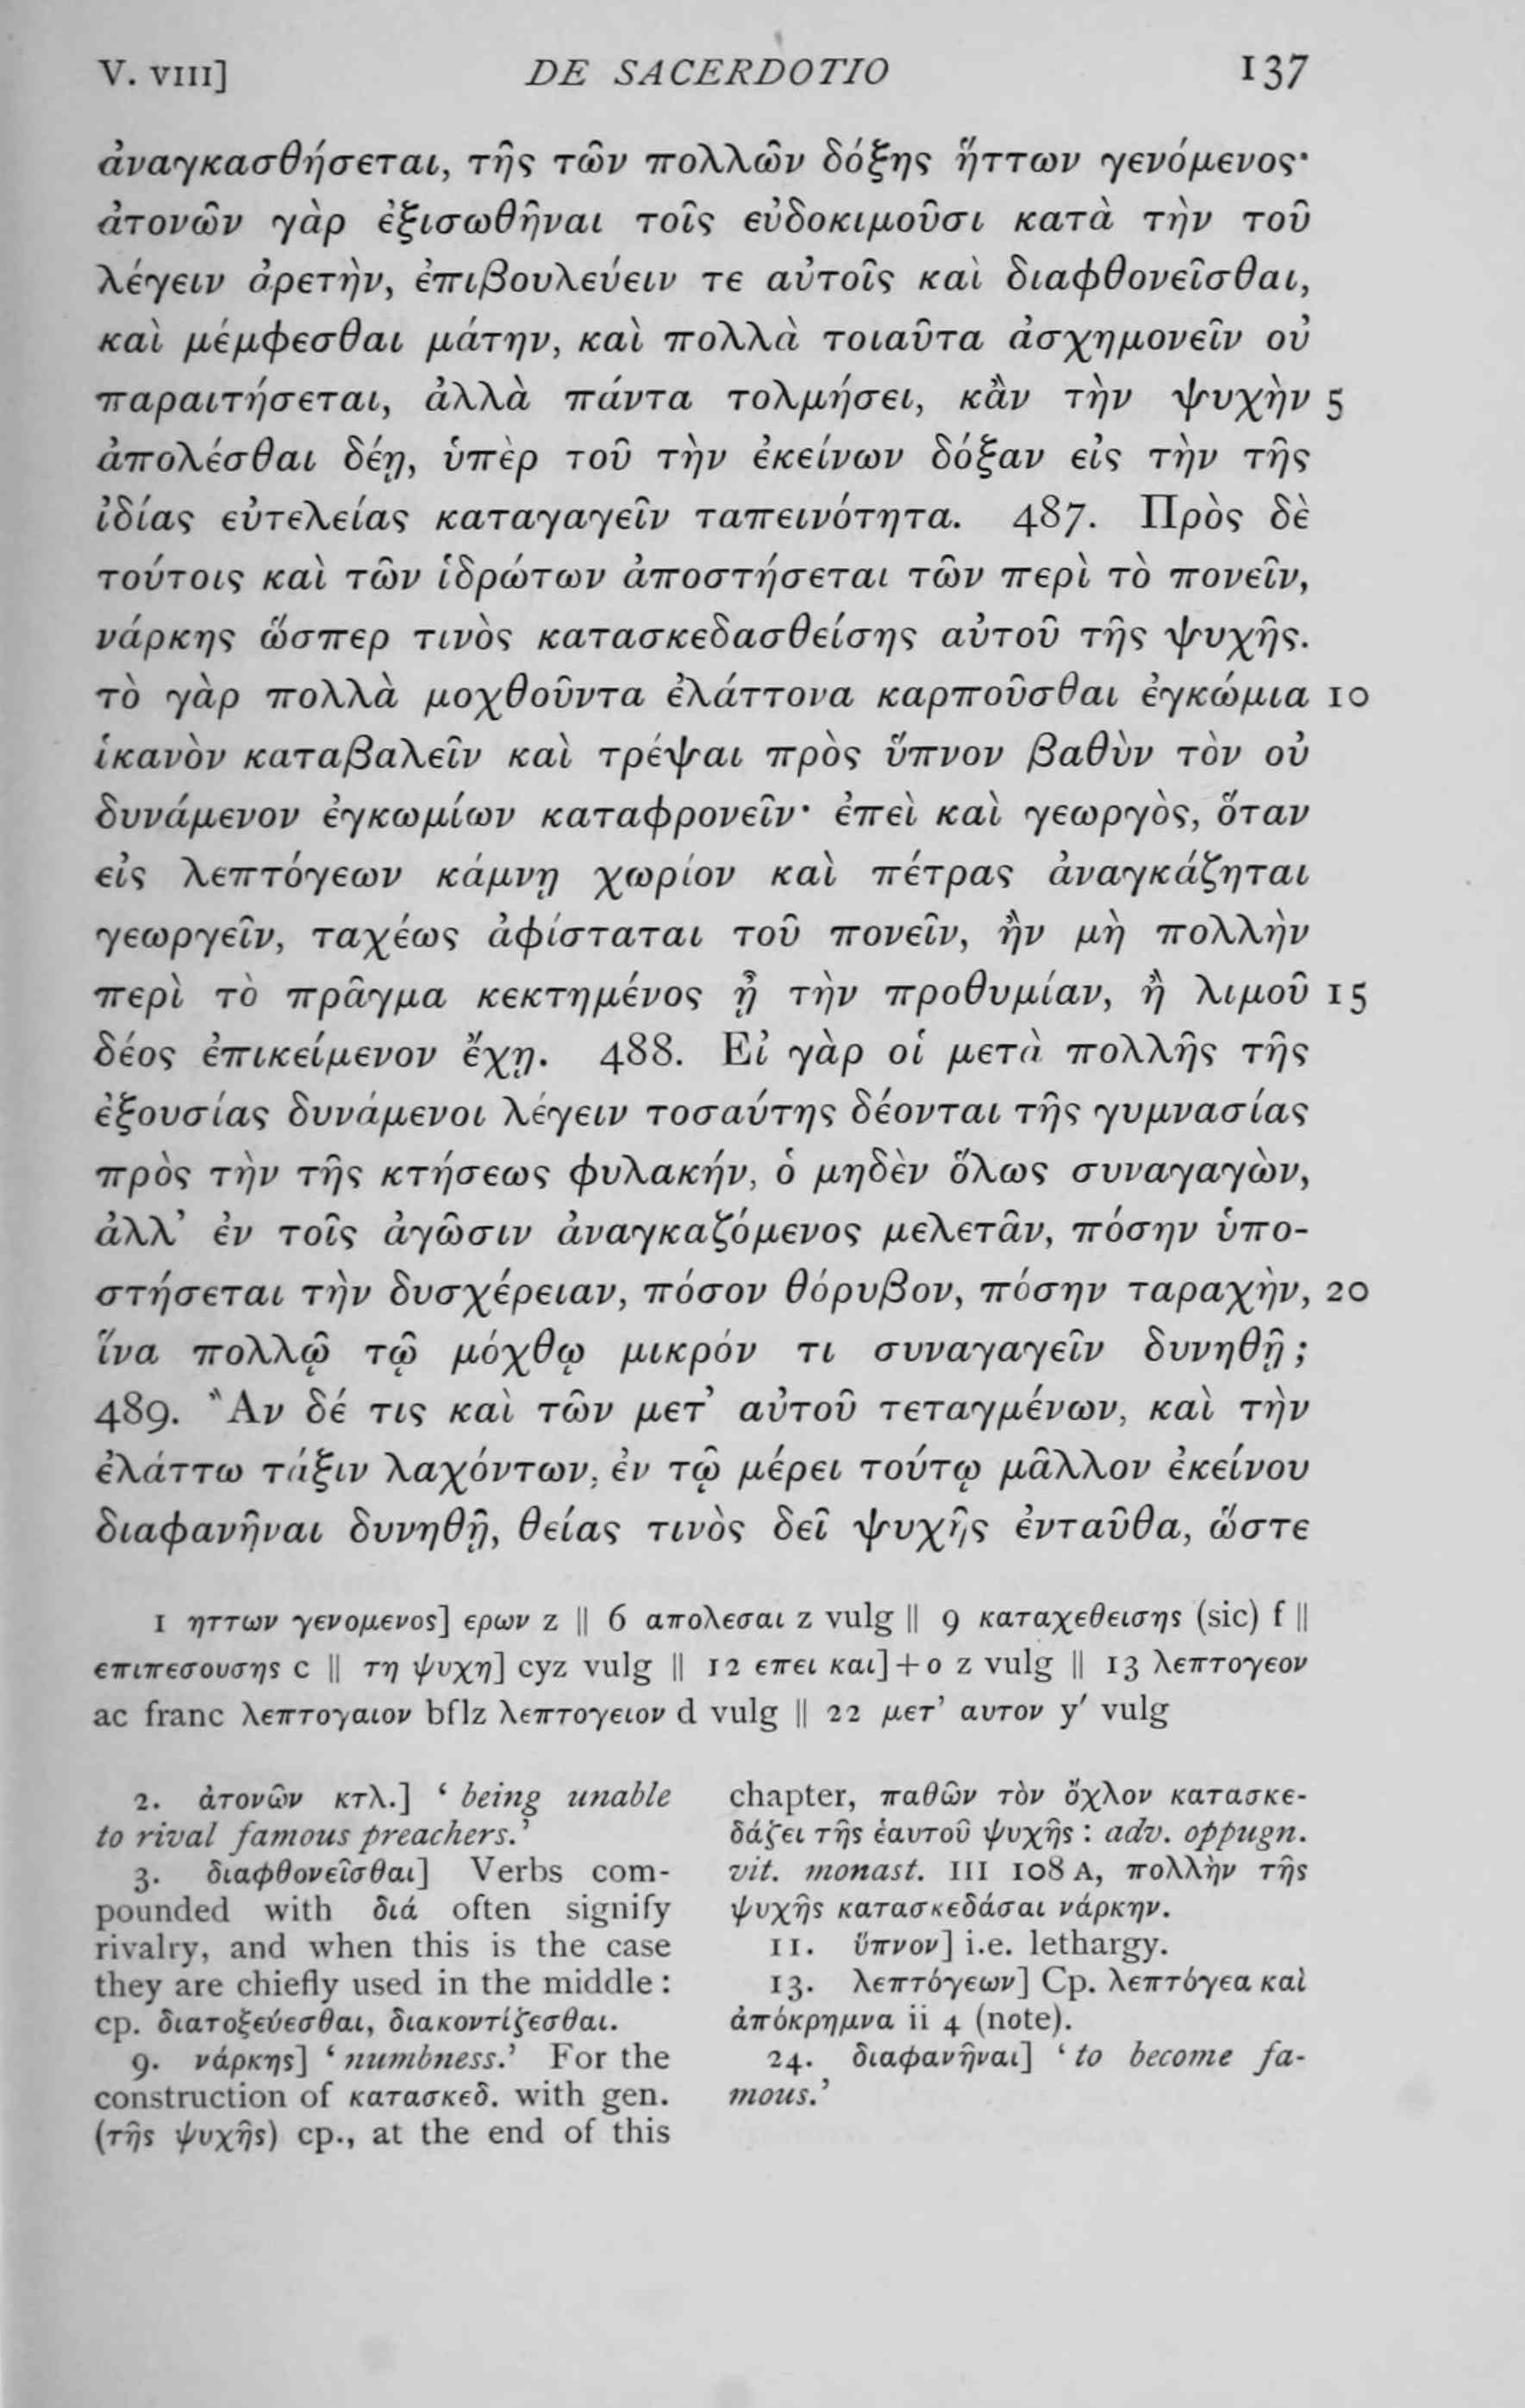 V. VIII] DE SACERDOTIO 137
ἀναγκασθήσεται, τῆς τῶν πολλῶν δόξης ἥττων γενόμενος·
ἀτονῶν γὰρ ἐξισωθῆναι τοῖς εὐδοκιμοῦσι κατὰ τὴν τοῦ
λέγειν ἀρετὴν, ἐπιβουλεύειν τε αὐτοῖς καὶ διαφθονεῖσθαι,
καὶ μέμφεσθαι μάτην, καὶ πολλὰ τοιαῦτα ἀσχημονεῖν οὐ
παραιτήσεται, ἀλλὰ πάντα τολμήσει, κἂν τὴν ψυχὴν 5
ἀπολέσθαι δέῃ, ὑπὲρ τοῦ τὴν ἐκείνων δόξαν εἰς τὴν τῆς
ἰδίας εὐτελείας καταγαγεῖν ταπεινότητα. 487. Πρὸς δὲ
τούτοις καὶ τῶν ἱδρώτων ἀποστήσεται τῶν περὶ τὸ πονεῖν,
νάρκης ὥσπερ τινὸς κατασκεδασθείσης αὐτοῦ τῆς ψυχῆς.
τὸ γὰρ πολλὰ μοχθοῦντα ἐλάττονα καρποῦσθαι ἐγκώμια 10
ἱκανὸν καταβαλεῖν καὶ τρέψαι πρὸς ὕπνον βαθὺν τὸν οὐ
δυνάμενον ἐγκωμίων καταφρονεῖν· ἐπεὶ καὶ γεωργὸς, ὅταν
εἰς λεπτόγεων κάμνῃ χωρίον καὶ πέτρας ἀναγκάζηται
γεωργεῖν, ταχέως ἀφίσταται τοῦ πονεῖν, ἢν μὴ πολλὴν
περὶ τὸ πρᾶγμα κεκτημένος ᾖ τὴν προθυμίαν, ἢ λιμοῦ 15
δέος ἐπικείμενον ἔχῃ. 488. Εἰ γὰρ οἱ μετὰ πολλῆς τῆς
ἐξουσίας δυνάμενοι λέγειν τοσαύτης δέονται τῆς γυμνασίας
πρὸς τὴν τῆς κτήσεως φυλακήν, ὁ μηδὲν ὅλως συναγαγὼν,
ἀλλ’ ἐν τοῖς ἀγῶσιν ἀναγκαζόμενος μελετᾶν, πόσην ὑπο-
στήσεται τὴν δυσχέρειαν, πόσον θόρυβον, πόσην ταραχὴν, 20
ἵνα πολλῷ τῷ μόχθῳ μικρόν τι συναγαγεῖν δυνηθῇ ;
489. Ἂν δέ τις καὶ τῶν μετ’ αὐτοῦ τεταγμένων, καὶ τὴν
ἐλάττω τάξιν λαχόντων, ἐν τῷ μέρει τούτῳ μᾶλλον ἐκείνου
διαφανῆναι δυνηθῇ, θείας τινὸς δεῖ ψυχῆς ἐνταῦθα, ὥστε
1 ηττων γενομενος] ερων z || 6 απολεσαι z vulg || 9 καταχεθεισης (sic) f ||
επιπεσουσης c || τη ψυχη] cyz vulg || 12 επει και] + ο z vulg || 13 λεπτογεον
ac franc λεπτογαιον bflz λεπτογειον d vulg || 22 μετ’ αυτον y′ vulg
2. ἀτονῶν κτλ.] ‘ being unable
to rival famous preachers.’
3. διαφθονεῖσθαι] Verbs com-
pounded with διά often signify
rivalry, and when this is the case
they are chiefly used in the middle :
cp. διατοξεύεσθαι, διακοντίζεσθαι.
9. νάρκης] ‘ numbness.’ For the
construction of κατασκεδ. with gen.
(τῆς ψυχῆς) cp., at the end of this
chapter, παθῶν τὸν ὄχλον κατασκε-
δάζει τῆς ἑαυτοῦ ψυχῆς : adv. oppugn.
vit. monast. III 108 A, πολλὴν τῆς
ψυχῆς κατασκεδάσαι νάρκην.
11. ὕπνον] i.e. lethargy.
13. λεπτόγεων] Cp. λεπτόγεα καὶ
ἀπόκρημνα ii 4 (note).
24. διαφανῆναι] ‘ to become fa-
mous.’